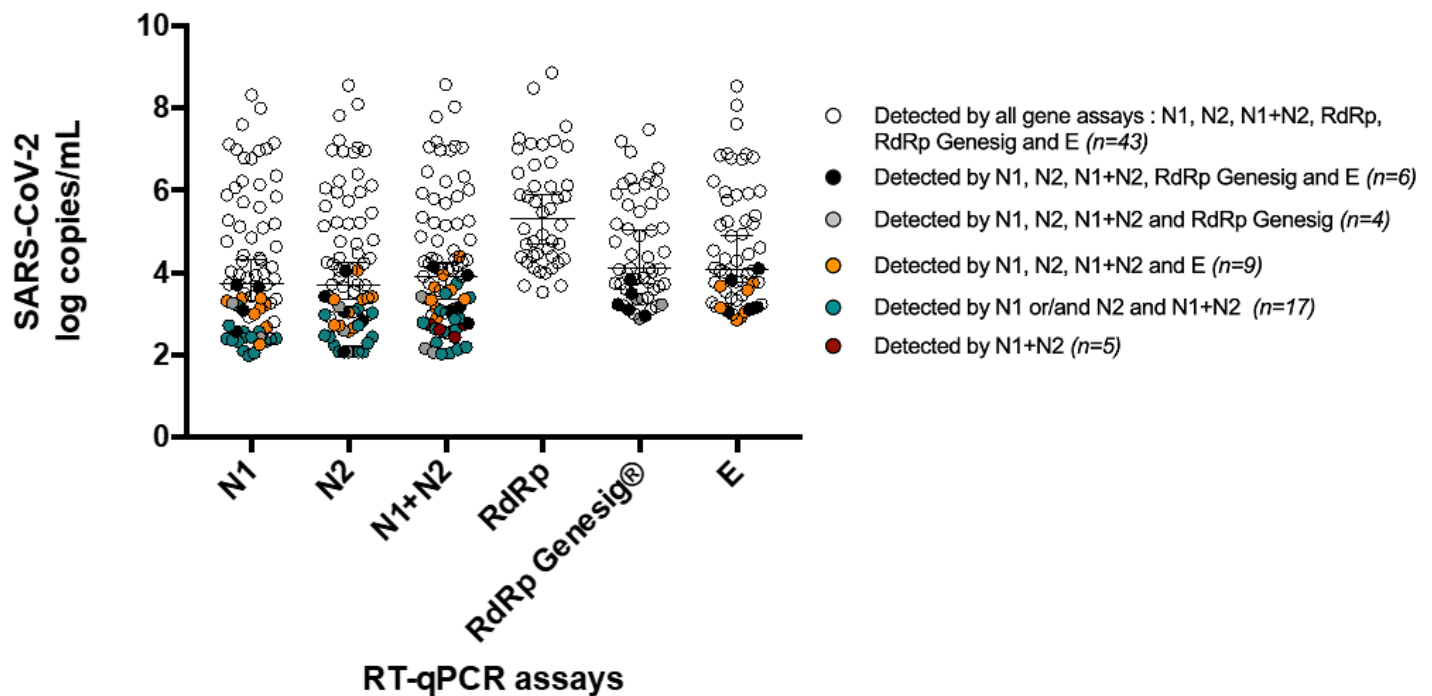 SARS-CoV-2
log copies/mL
10
8
6
4
2
0
N1
N2
N1+N2
RdRp
RdRp Genesig®
E
RT-qPCR assays
Detected by all gene assays : N1, N2, N1+N2, RdRp,
RdRp Genesig and E (n=43)
Detected by N1, N2, N1+N2, RdRp Genesig and E (n=6)
Detected by N1, N2, N1+N2 and RdRp Genesig (n=4)
Detected by N1, N2, N1+N2 and E (n=9)
Detected by N1 or/and N2 and N1+N2 (n=17)
Detected by N1+N2 (n=5)